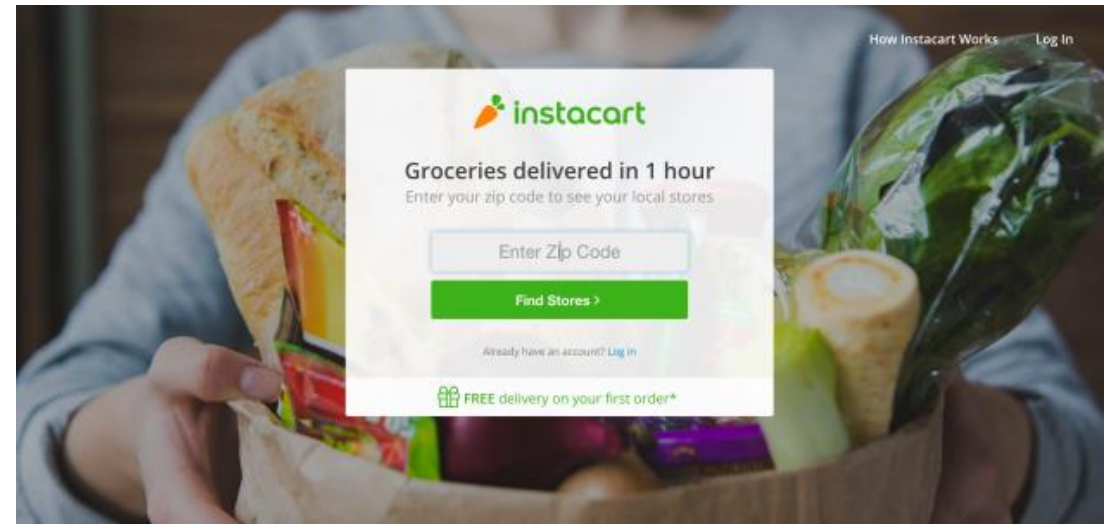 How Instacart Works Log In
instacart
Groceries delivered in 1 hour
Enter your zip code to see your local stores
Enter Zip Code
Find Stores >
Already have an account? Log in
FREE delivery on your first order*